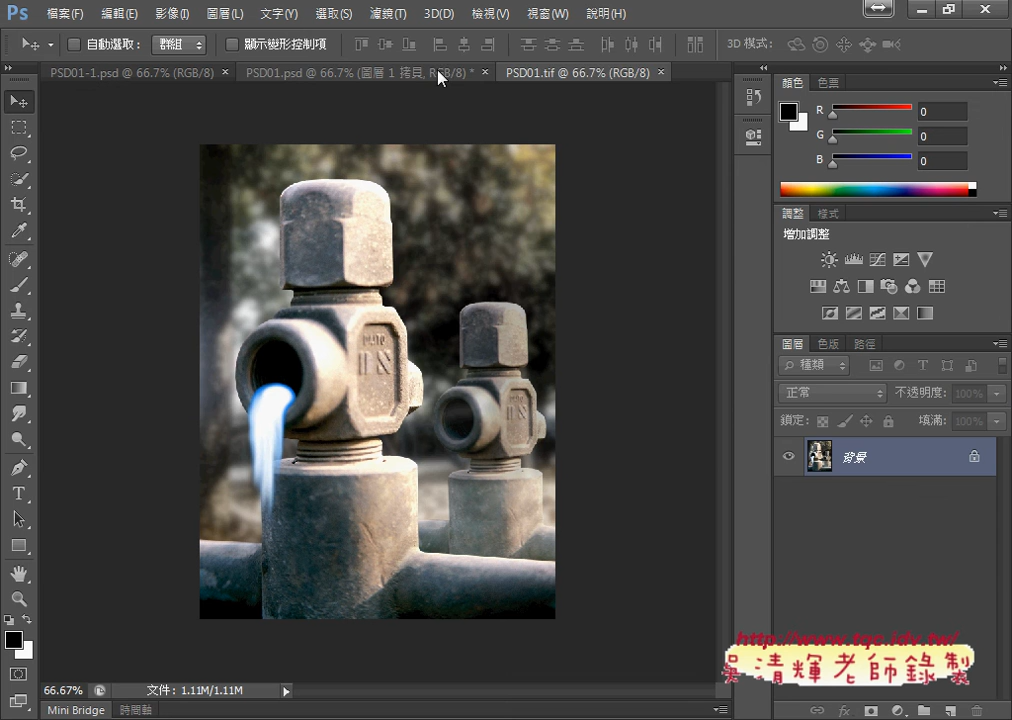 Ps 檔案(F) 編輯(E) 影像(I) 圖層(L) 文字(Y) 選取(S) 濾鏡(T) 3D(D) 檢視(V) 視窗(W) 說明(H)
自動選取： 群組 顯示變形控制項 3D 模式：
PSD01-1.psd @ 66.7% (RGB/8) × PSD01.psd @ 66.7% (圖層 1 拷貝, RGB/8) * × PSD01.tif @ 66.7% (RGB/8) ×
顏色 色票
R 0
G 0
B 0
調整 樣式
增加調整
圖層 色版 路徑
種類
正常 不透明度： 100%
鎖定： 填滿： 100%
背景
http://www.tqc.idv.tw/
吳清輝老師錄製
66.67% 文件：1.11M/1.11M
Mini Bridge 時間軸